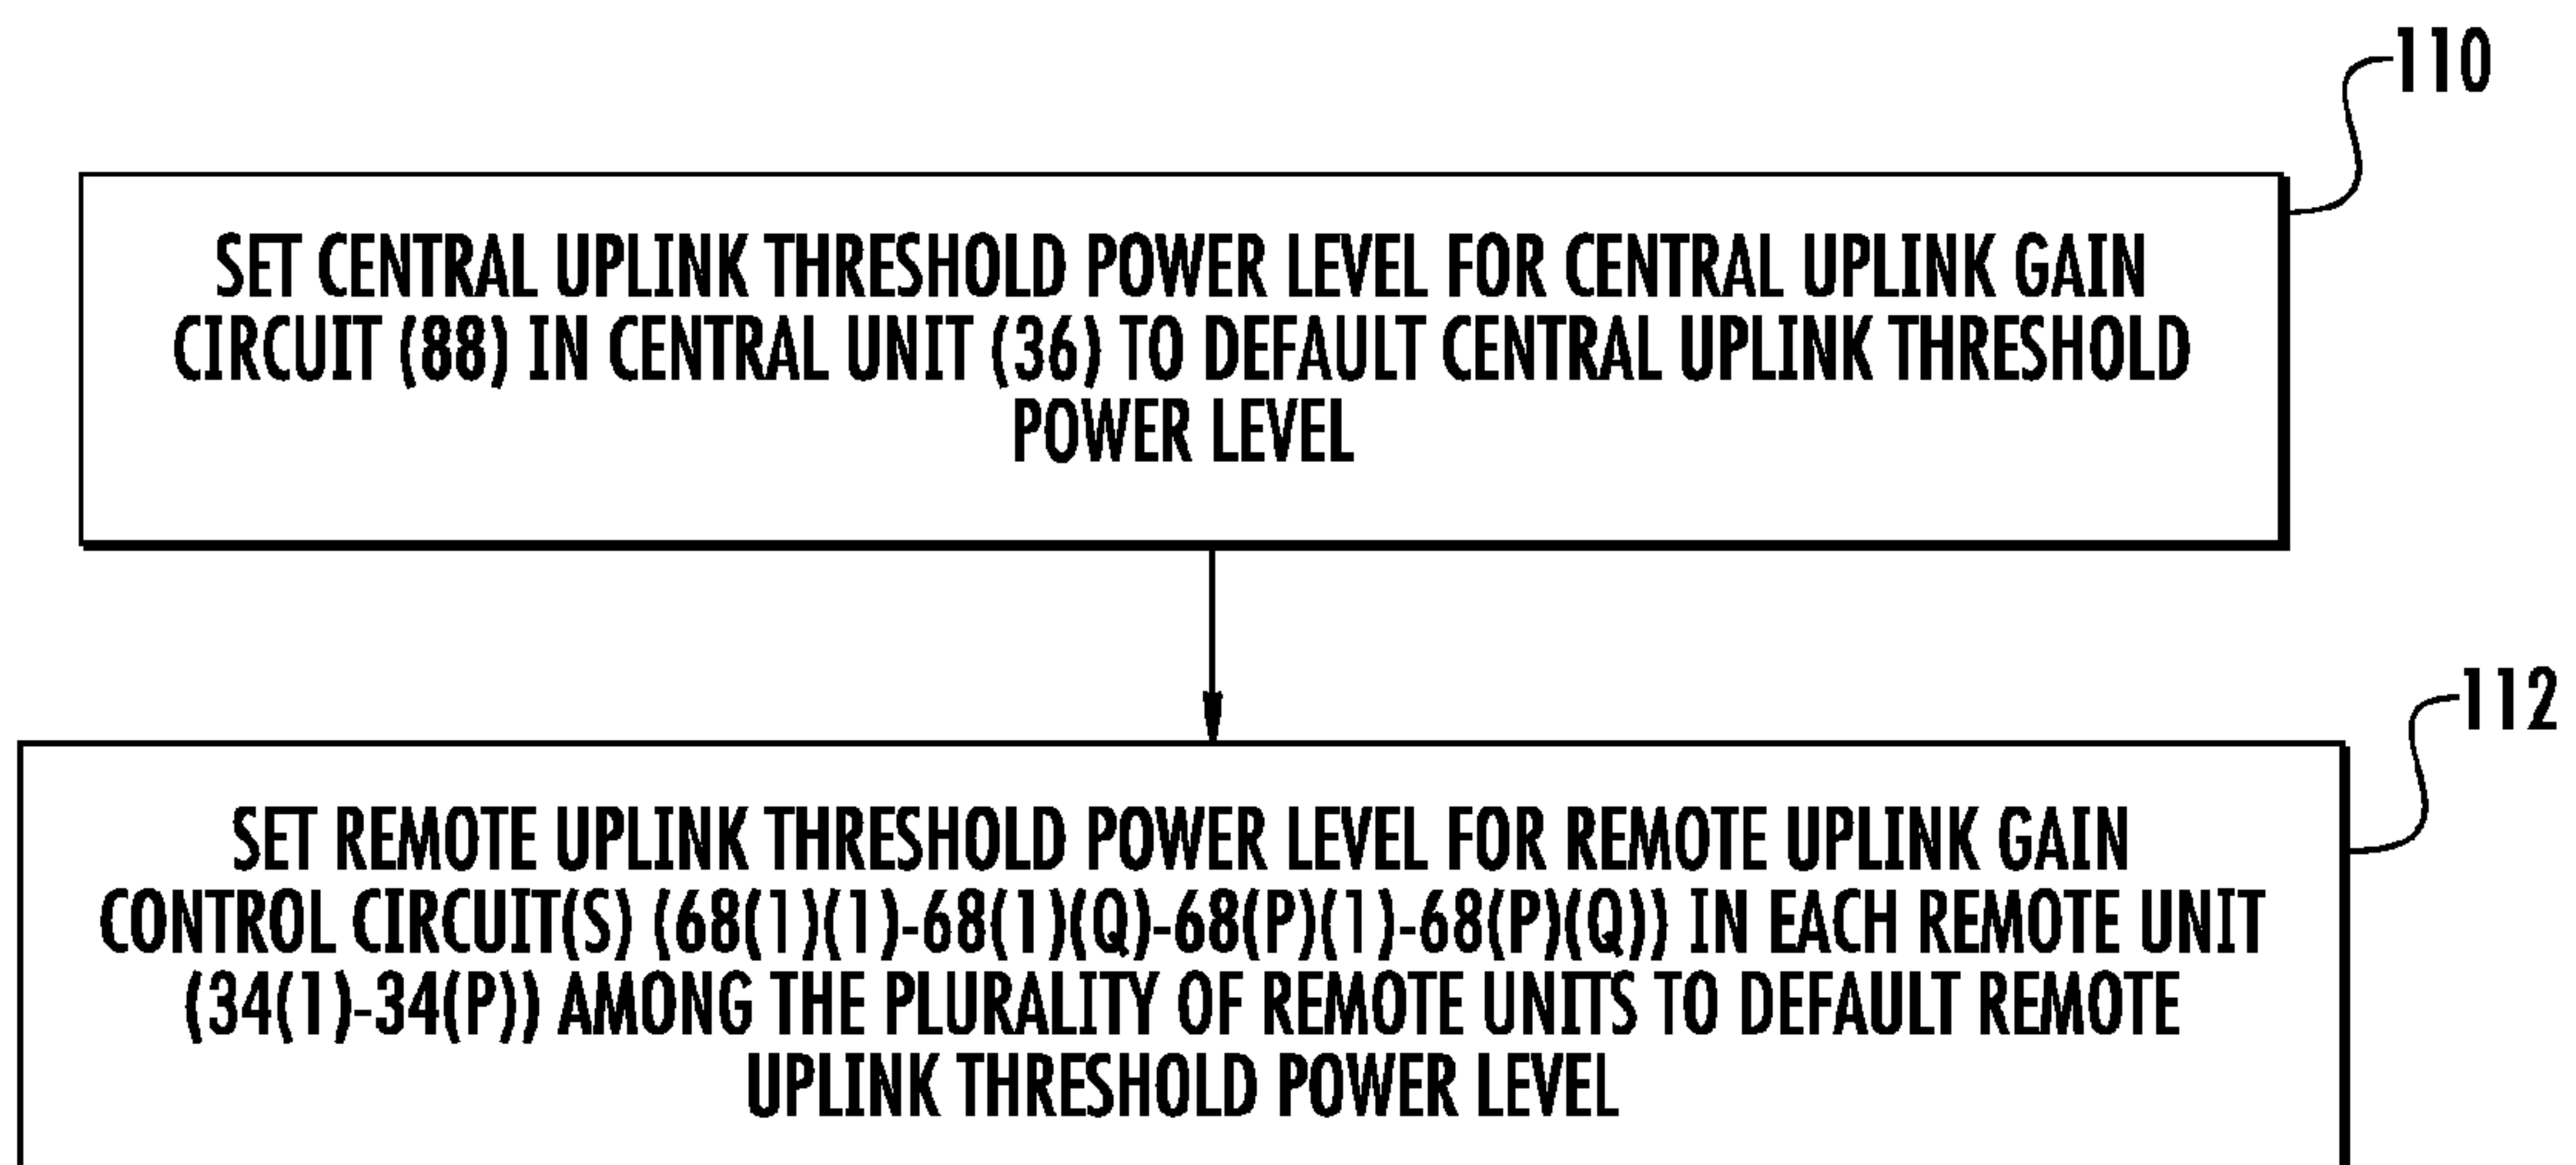 110
SET CENTRAL UPLINK THRESHOLD POWER LEVEL FOR CENTRAL UPLINK GAIN
CIRCUIT (88) IN CENTRAL UNIT (36) TO DEFAULT CENTRAL UPLINK THRESHOLD
POWER LEVEL
112
SET REMOTE UPLINK THRESHOLD POWER LEVEL FOR REMOTE UPLINK GAIN
CONTROL CIRCUIT(S) (68(1)(1)-68(1)(Q)-68(P)(1)-68(P)(Q)) IN EACH REMOTE UNIT
(34(1)-34(P)) AMONG THE PLURALITY OF REMOTE UNITS TO DEFAULT REMOTE
UPLINK THRESHOLD POWER LEVEL